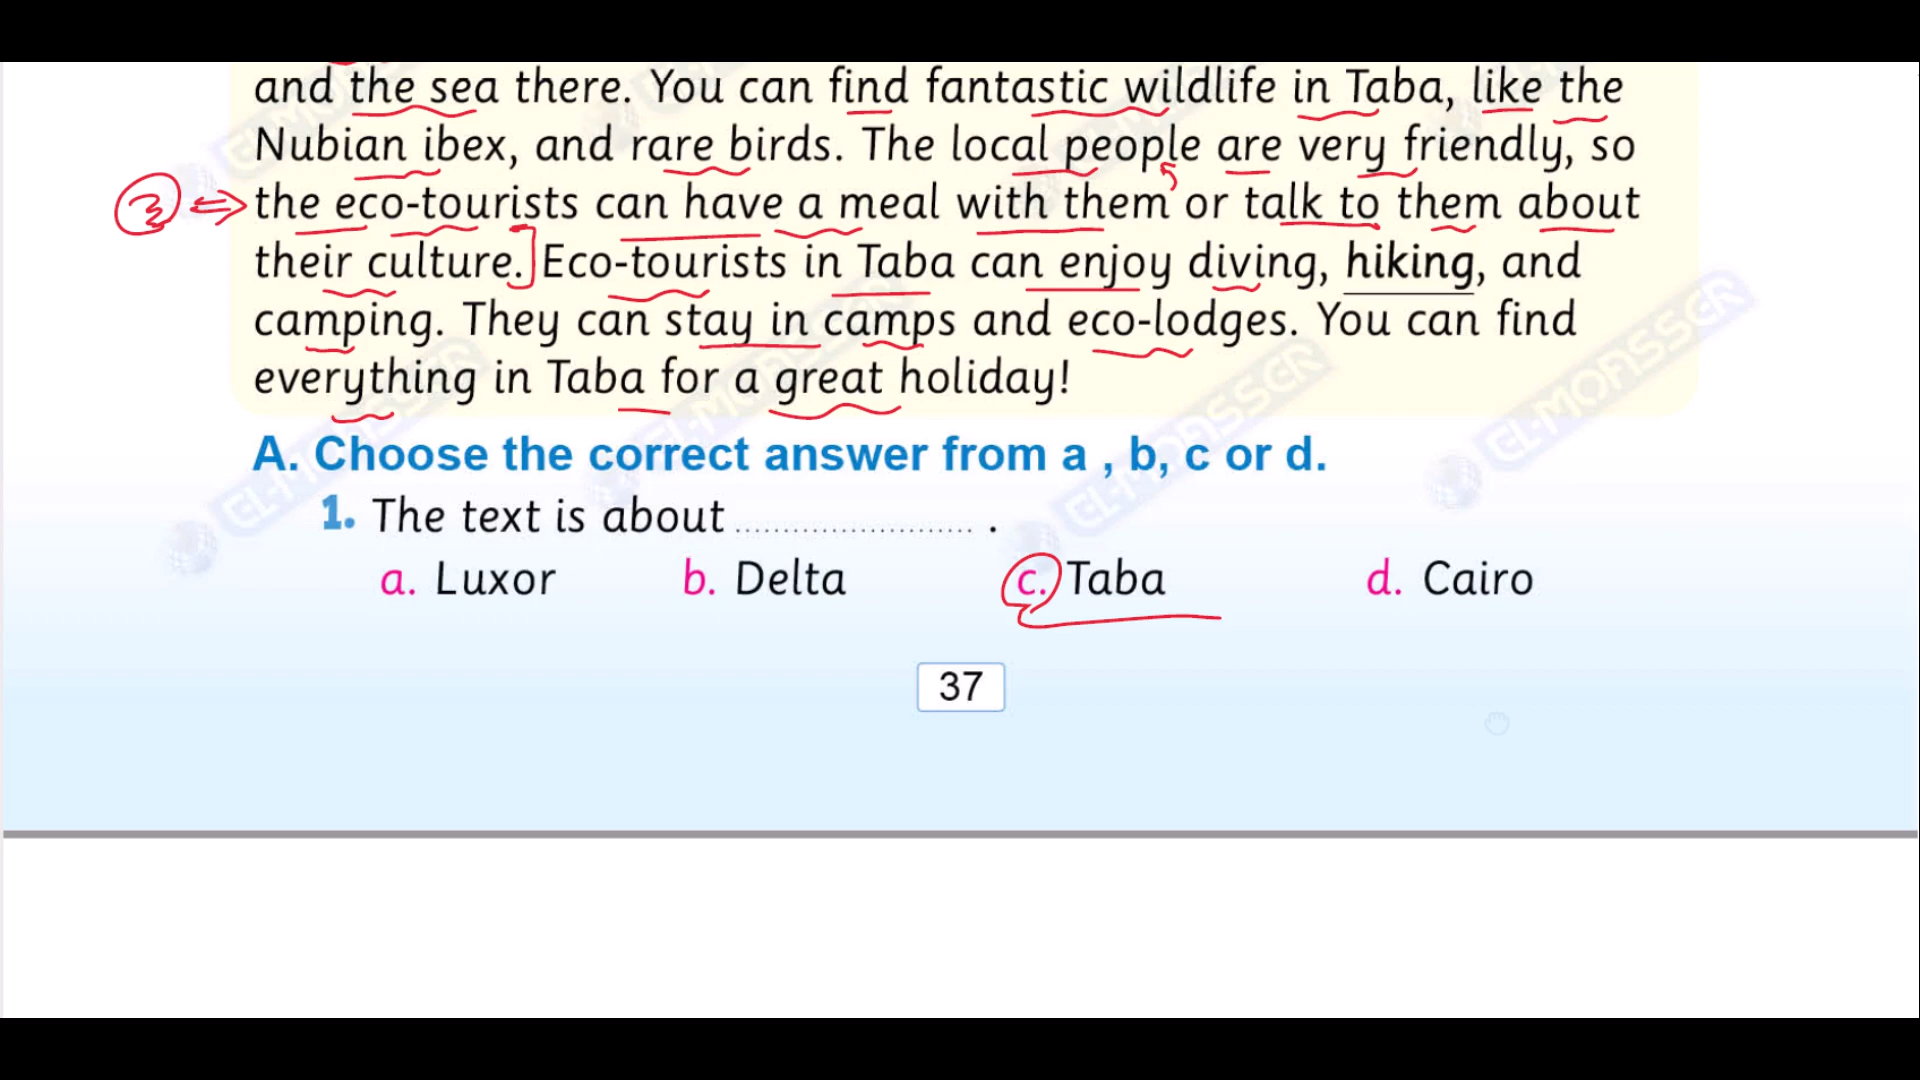 and the sea there. You can find fantastic wildlife in Taba, like the
Nubian ibex, and rare birds. The local people are very friendly, so
3 the eco-tourists can have a meal with them or talk to them about
their culture. Eco-tourists in Taba can enjoy diving, hiking, and
camping. They can stay in camps and eco-lodges. You can find
everything in Taba for a great holiday!
A. Choose the correct answer from a , b, c or d.
1. The text is about ........................ .
a. Luxor b. Delta c. Taba d. Cairo
37